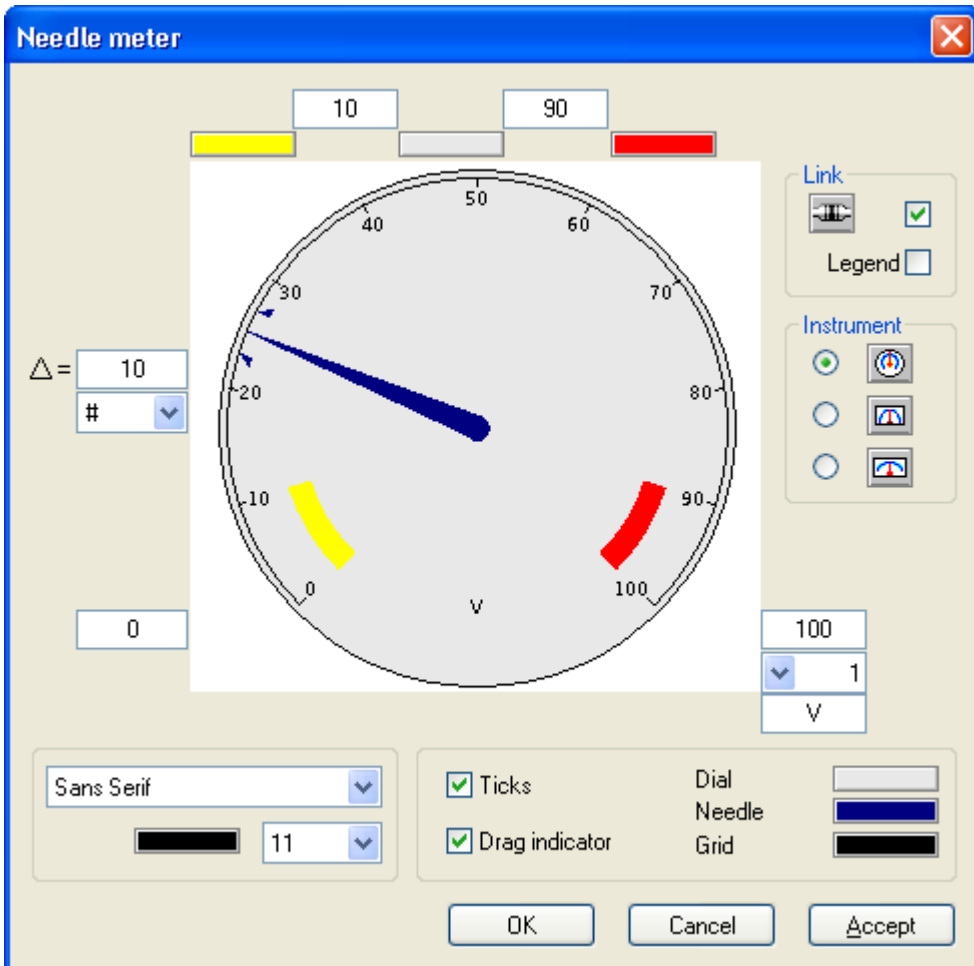 Needle meter
10 90
Link
Legend
Instrument
Δ = 10
#
50
40 60
30 70
20 80
10 90
0 100
V
0
100
1
V
Sans Serif
11
Ticks
Drag indicator
Dial
Needle
Grid
OK Cancel Accept